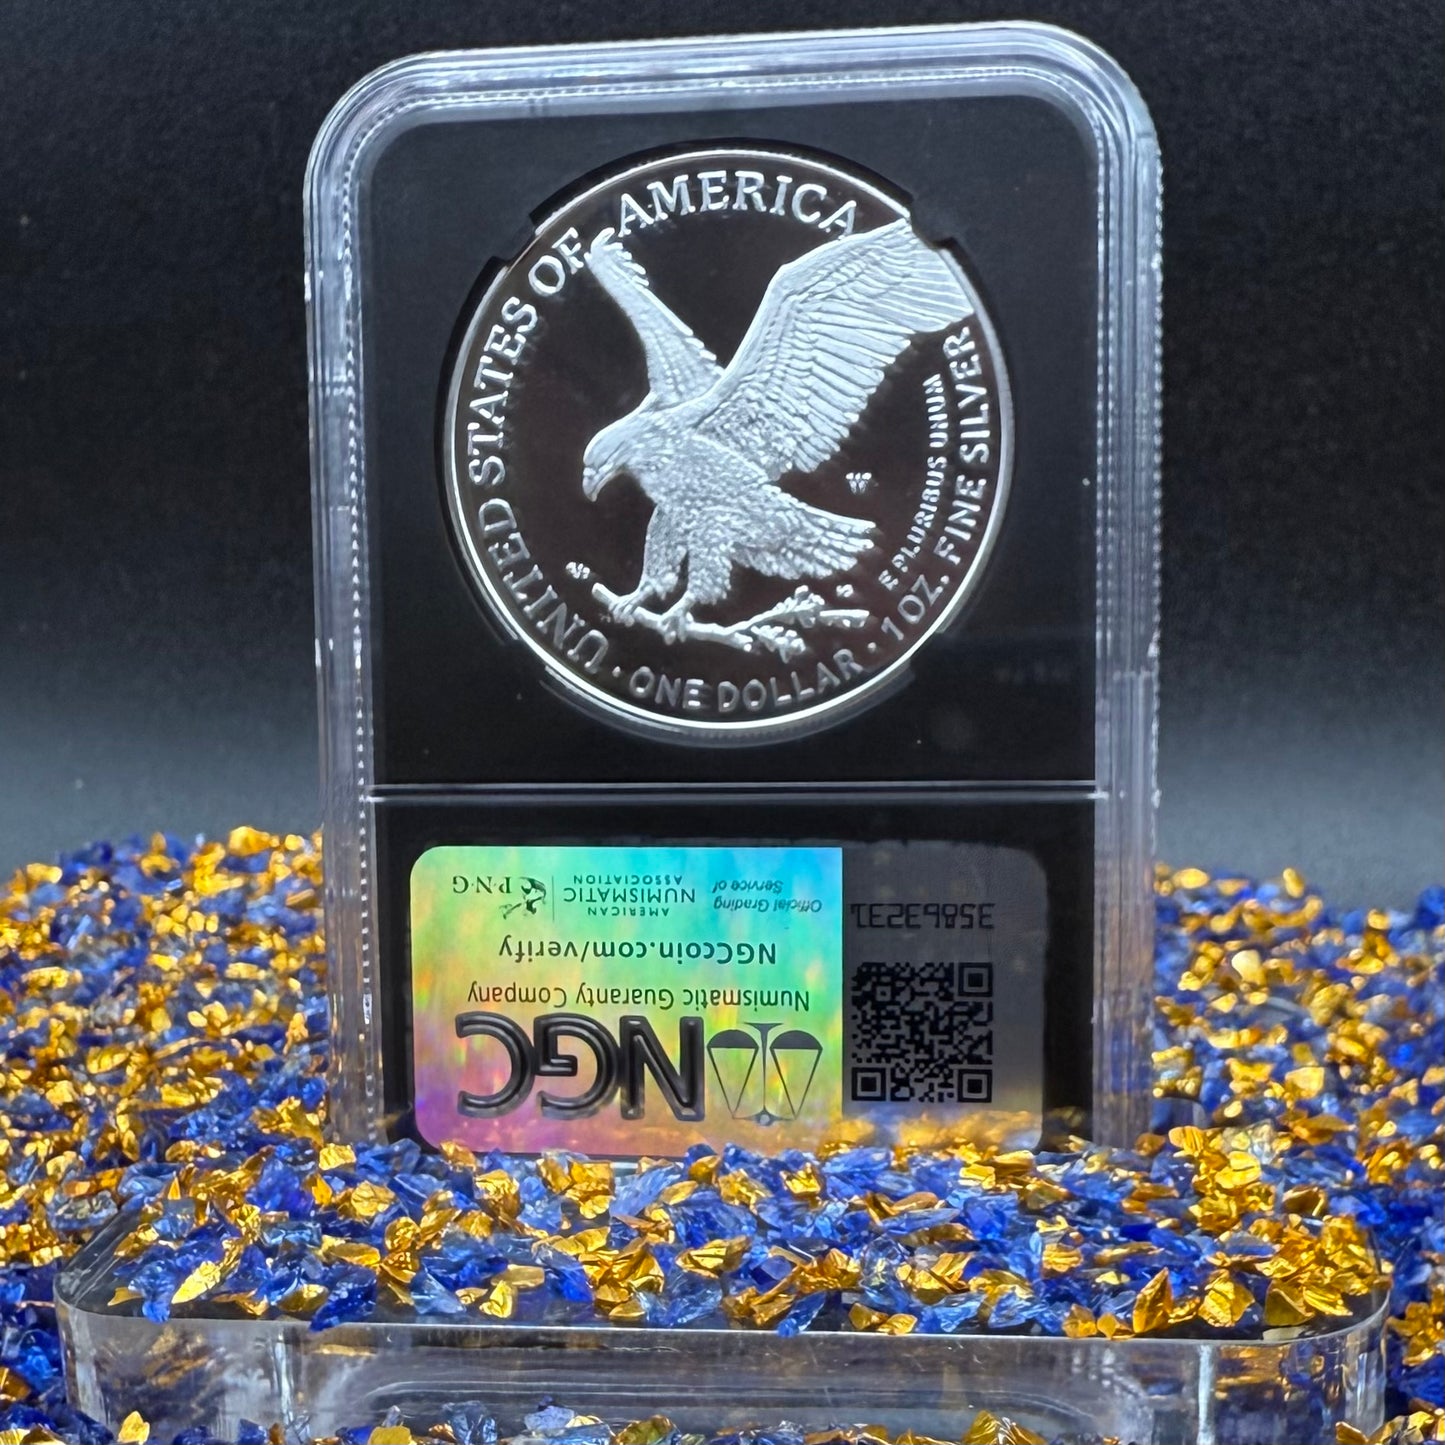 UNITED STATES OF AMERICA
E PLURIBUS UNUM
1 OZ. FINE SILVER
· ONE DOLLAR ·
W
S
NGC
Numismatic Guaranty Company
NGCcoin.com/verify
Official Grading
Service of
AMERICAN
NUMISMATIC
ASSOCIATION
P·N·G